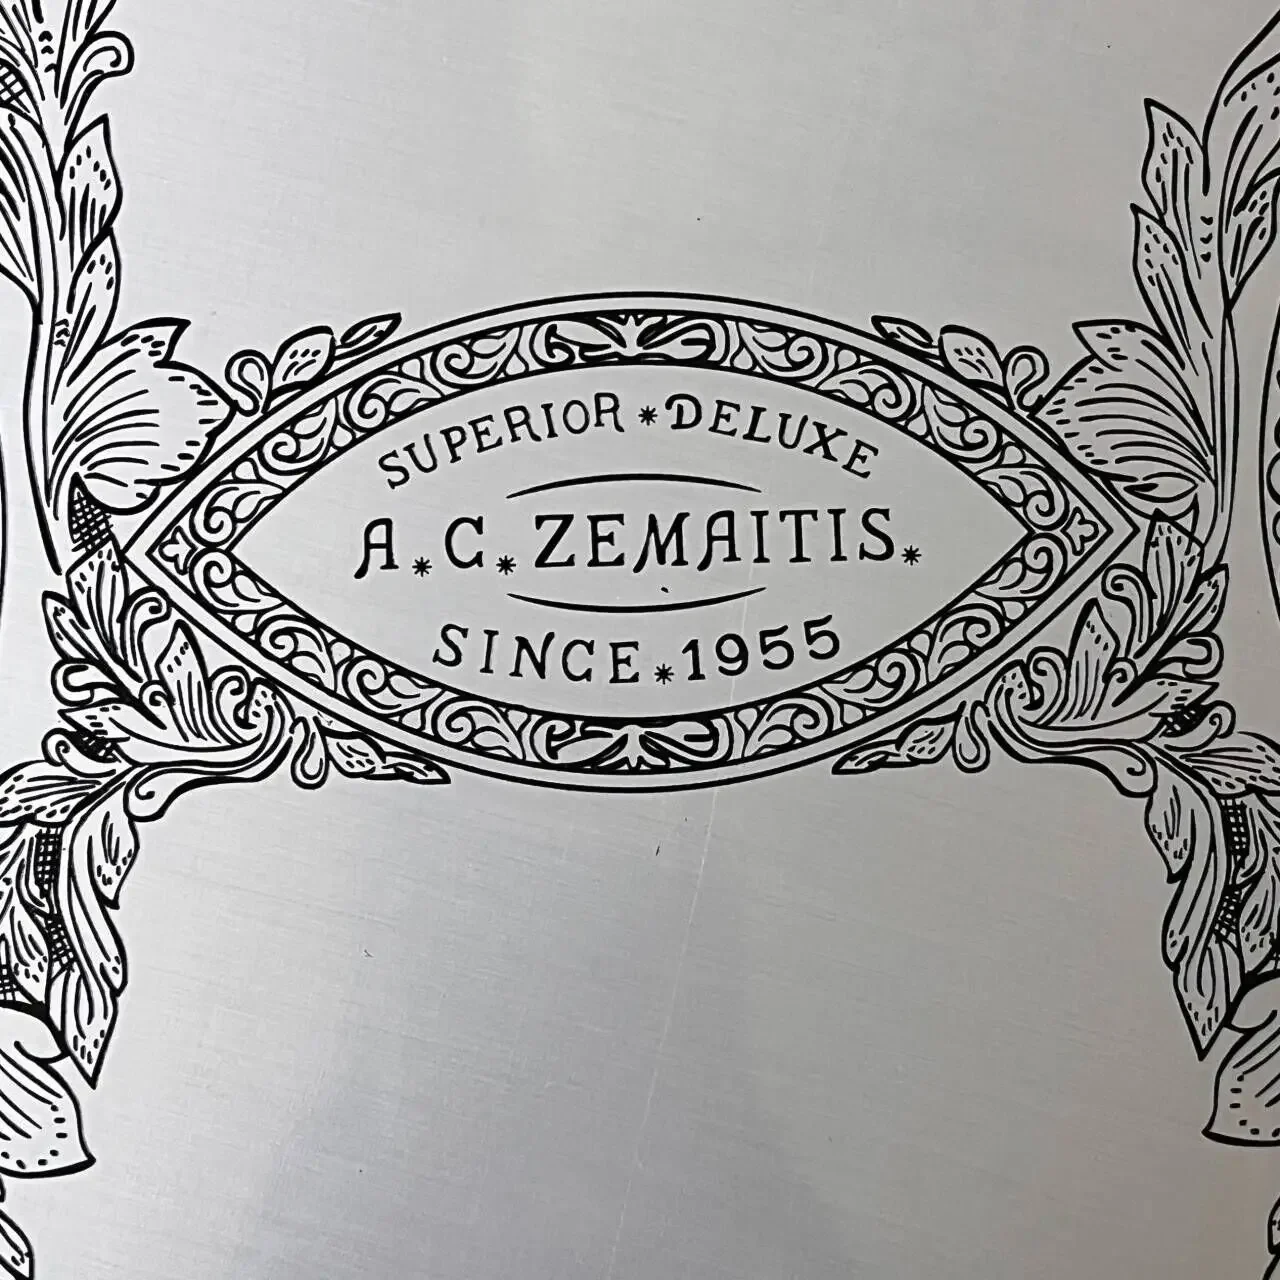 SUPERIOR * DELUXE
A * C * ZEMAITIS *
SINCE * 1955